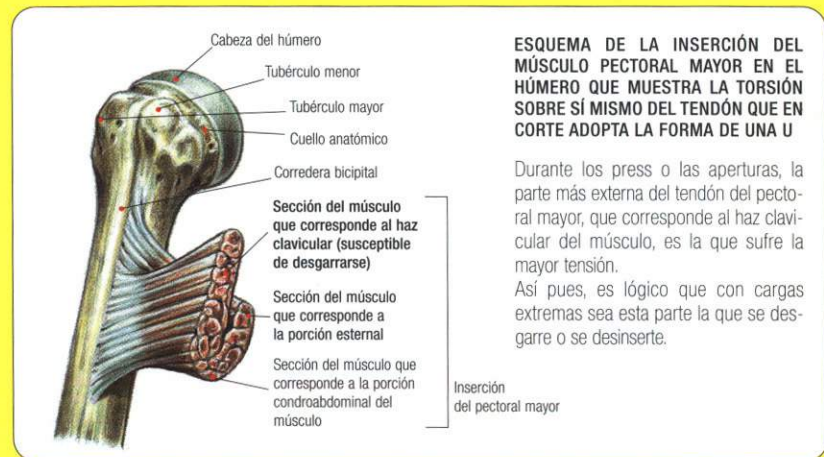 Cabeza del húmero
Tubérculo menor
Tubérculo mayor
Cuello anatómico
Corredera bicipital
Sección del músculo
que corresponde al haz
clavicular (susceptible
de desgarrarse)
Sección del músculo
que corresponde a
la porción esternal
Sección del músculo que
corresponde a la porción
condroabdominal del
músculo
Inserción
del pectoral mayor
ESQUEMA DE LA INSERCIÓN DEL
MÚSCULO PECTORAL MAYOR EN EL
HÚMERO QUE MUESTRA LA TORSIÓN
SOBRE SÍ MISMO DEL TENDÓN QUE EN
CORTE ADOPTA LA FORMA DE UNA U
Durante los press o las aperturas, la
parte más externa del tendón del pecto-
ral mayor, que corresponde al haz clavi-
cular del músculo, es la que sufre la
mayor tensión.
Así pues, es lógico que con cargas
extremas sea esta parte la que se des-
garre o se desinserte.